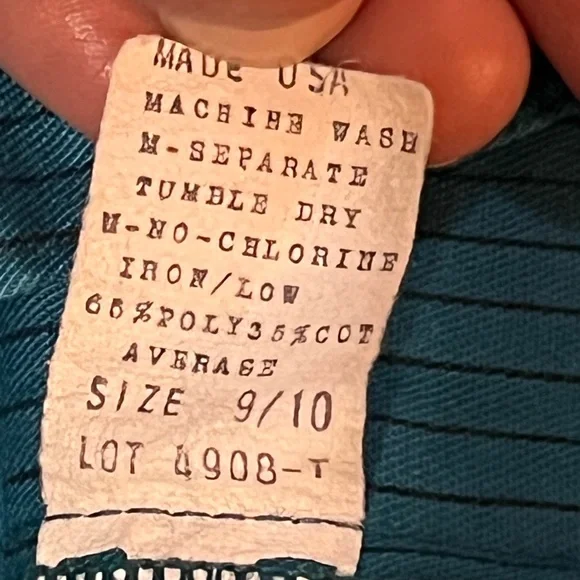 MADE USA
MACHINE WASH
W-SEPARATE
TUMBLE DRY
W-NO-CHLORINE
IRON/LOW
65%POLY35%COT
AVERAGE
SIZE 9/10
LOT 4908-T